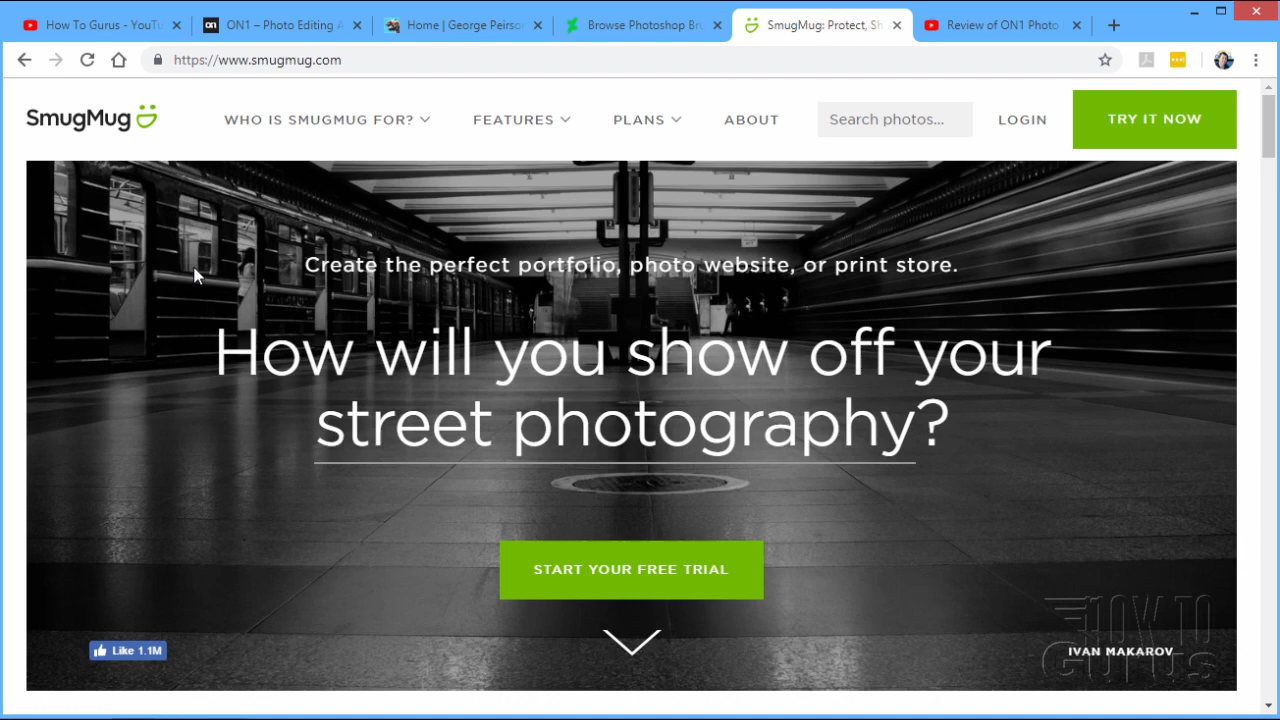 How To Gurus - YouTu
ON1 – Photo Editing A
Home | George Peirso
Browse Photoshop Bru
SmugMug: Protect, Sh
Review of ON1 Photo
https://www.smugmug.com
SmugMug
WHO IS SMUGMUG FOR?
FEATURES
PLANS
ABOUT
Search photos...
LOGIN
TRY IT NOW
Create the perfect portfolio, photo website, or print store.
How will you show off your
street photography?
START YOUR FREE TRIAL
Like 1.1M
HOW TO
GURUS
IVAN MAKAROV